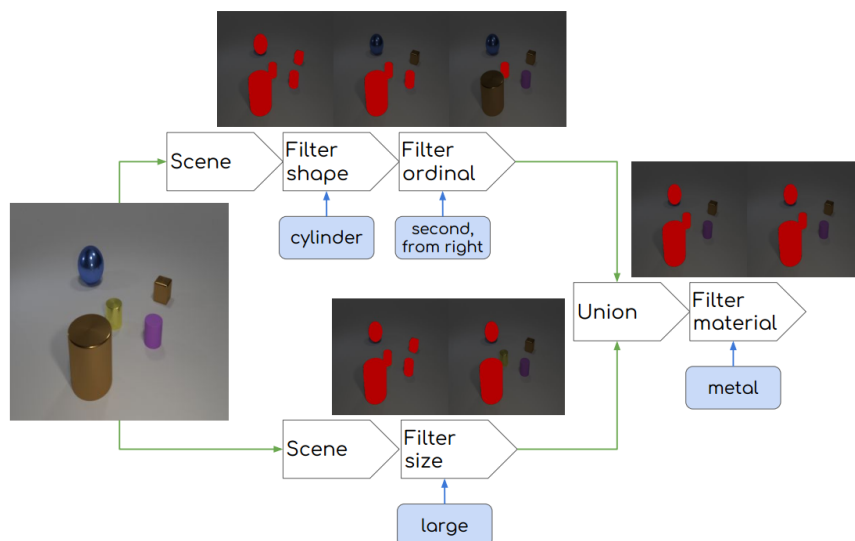 Scene
Filter
shape
Filter
ordinal
cylinder
second,
from right
Union
Filter
material
metal
Scene
Filter
size
large